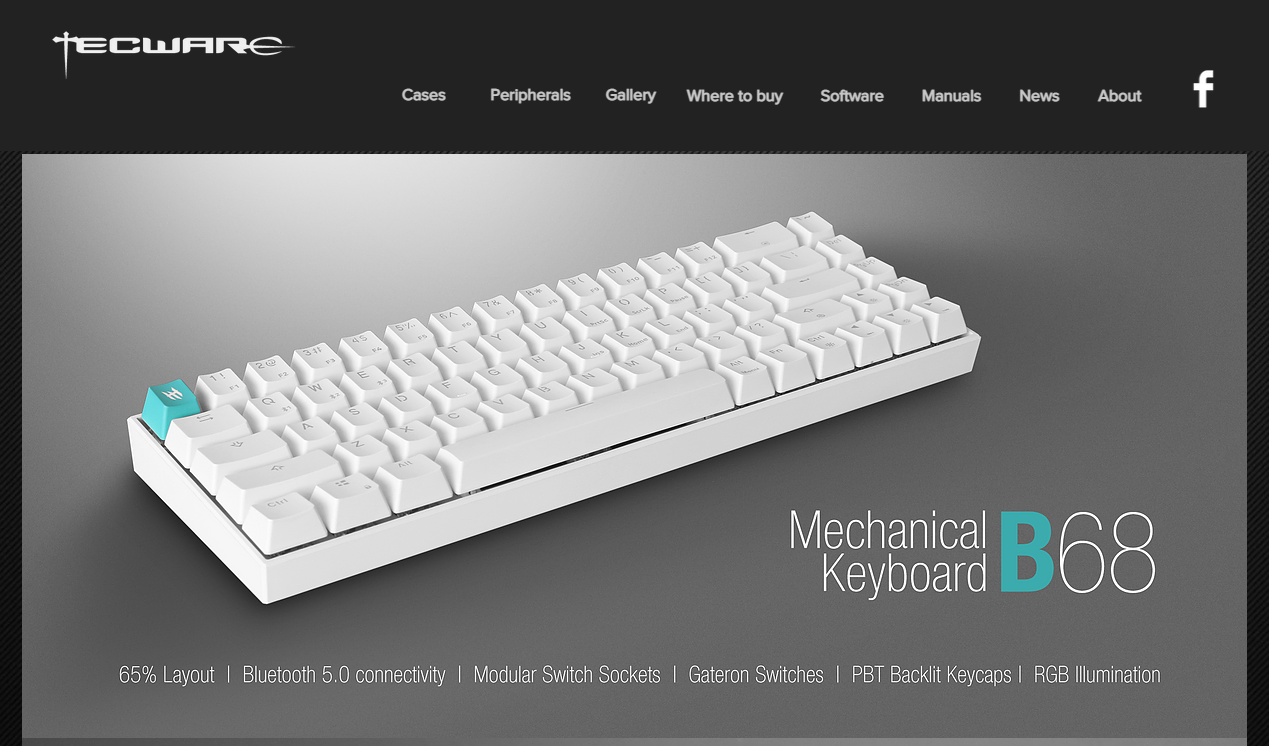 TECWARE
Cases Peripherals Gallery Where to buy Software Manuals News About
f
Mechanical
Keyboard B68
65% Layout | Bluetooth 5.0 connectivity | Modular Switch Sockets | Gateron Switches | PBT Backlit Keycaps | RGB Illumination